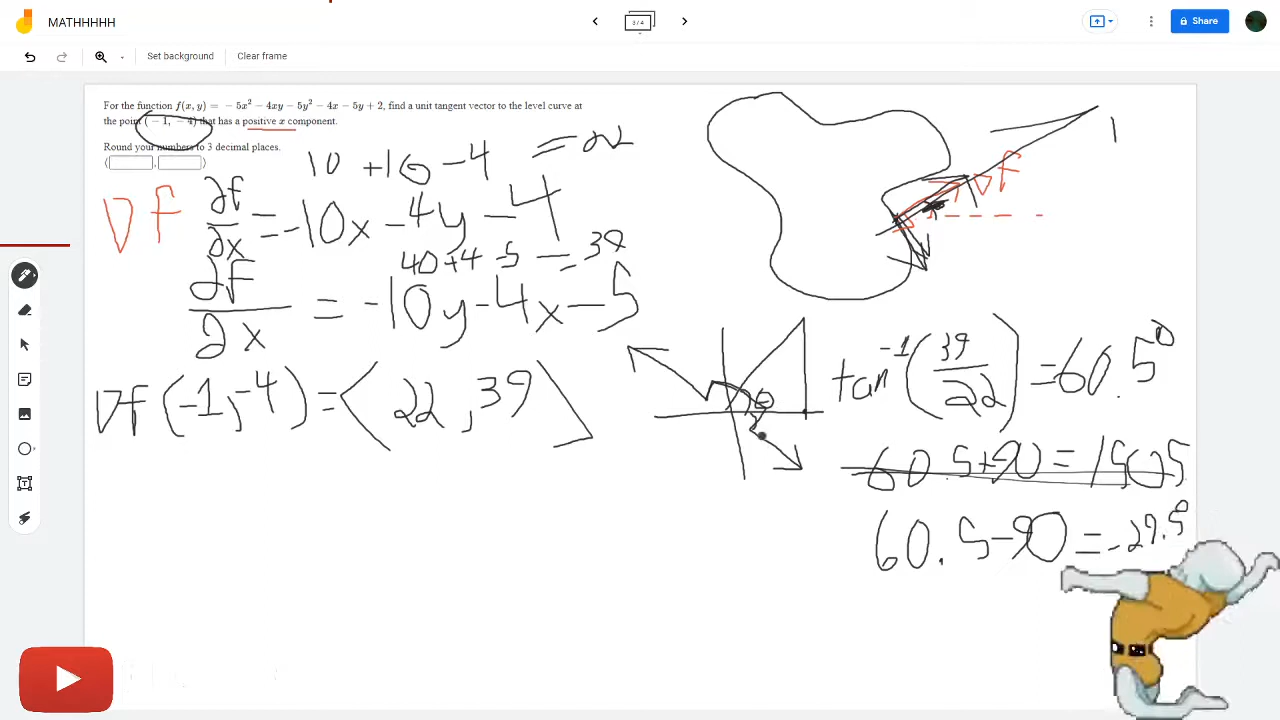 MATHHHHH
3 / 4
Share
Set background
Clear frame
For the function f(x, y) = − 5x² − 4xy − 5y² − 4x − 5y + 2, find a unit tangent vector to the level curve at
the point (− 1, − 4) that has a positive x component.
Round your numbers to 3 decimal places.
( , )
10 +16 -4 = 22
∇f ∂f/∂x = -10x -4y -4
40+4-5 = 39
∂f/∂x = -10y -4x -5
∇f (-1,-4) = ⟨22, 39⟩
∇f
1
θ
tan⁻¹(39/22) = 60.5°
60.5+90 = 150.5
60.5-90 = -29.5°